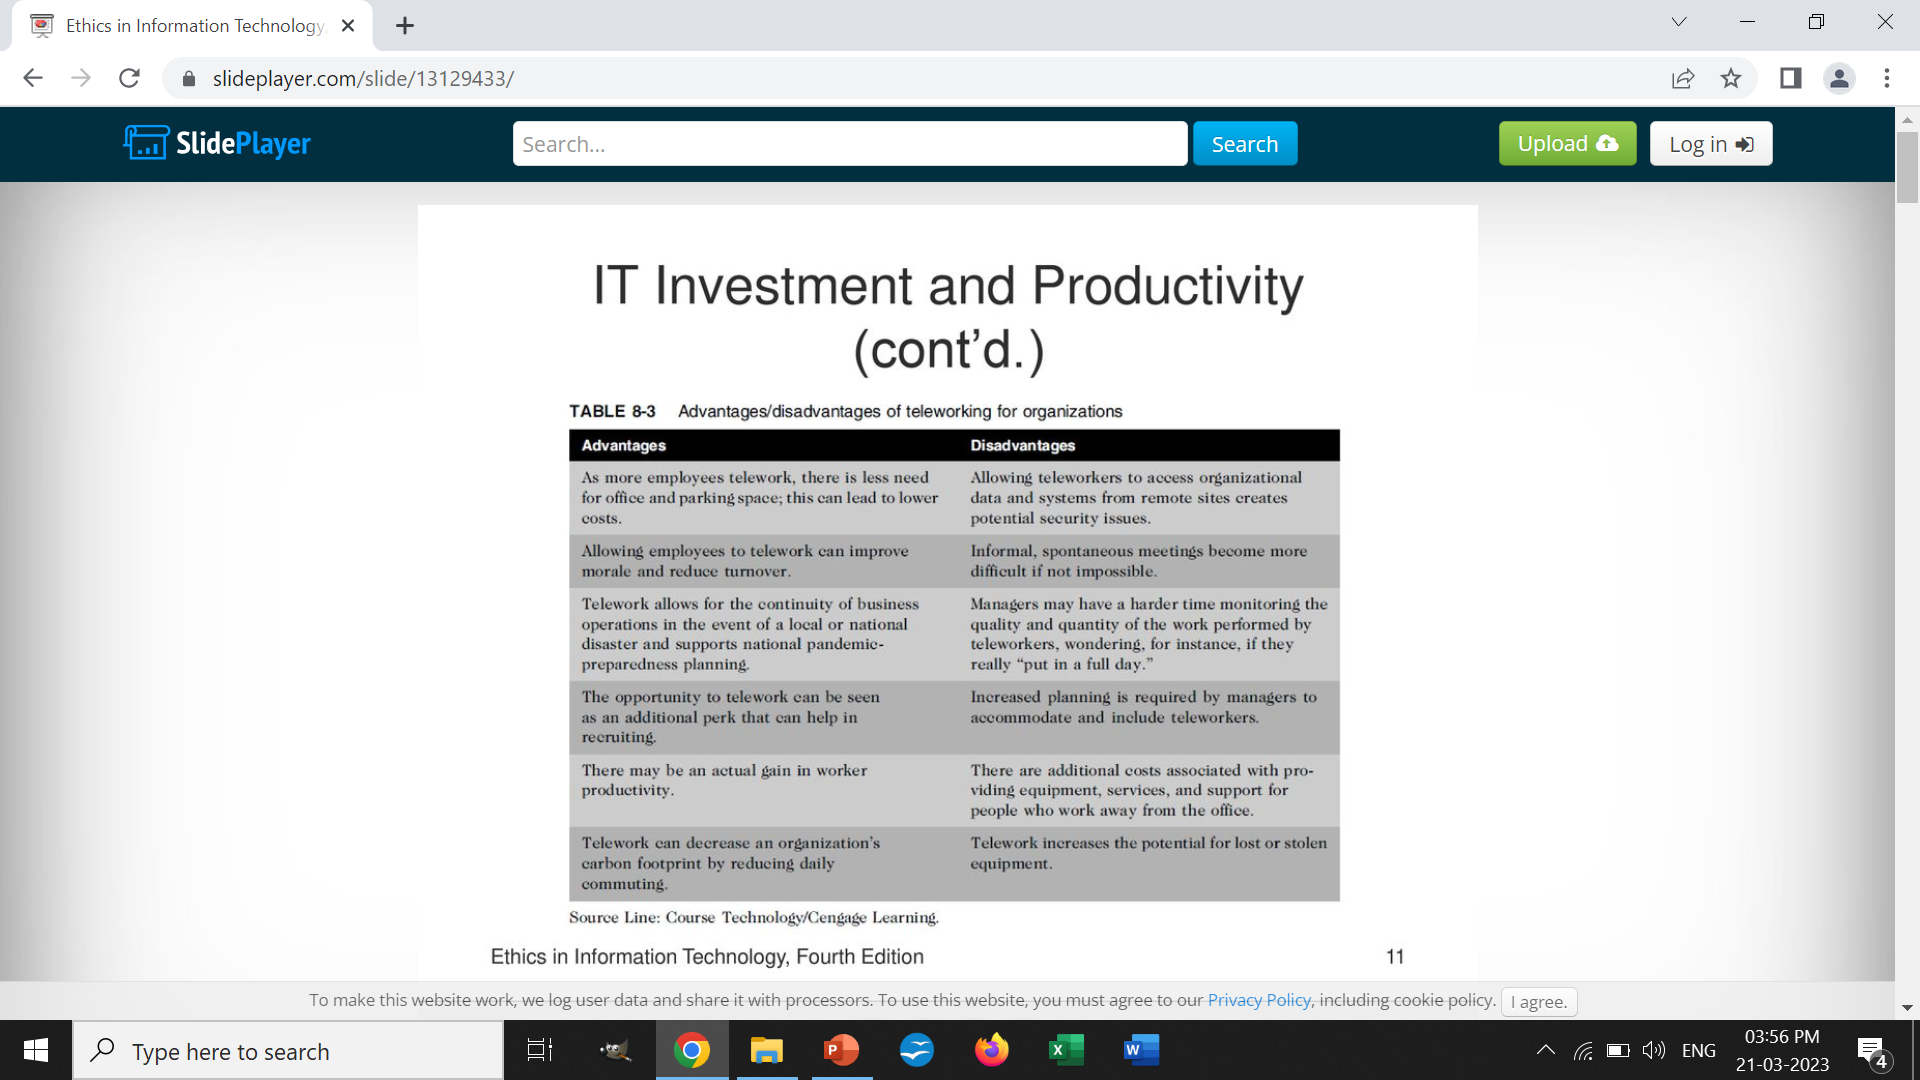 Ethics in Information Technology,
slideplayer.com/slide/13129433/
SlidePlayer
Search...
Search
Upload
Log in
IT Investment and Productivity
(cont’d.)
TABLE 8-3 Advantages/disadvantages of teleworking for organizations
Advantages
Disadvantages
As more employees telework, there is less need
for office and parking space; this can lead to lower
costs.
Allowing teleworkers to access organizational
data and systems from remote sites creates
potential security issues.
Allowing employees to telework can improve
morale and reduce turnover.
Informal, spontaneous meetings become more
difficult if not impossible.
Telework allows for the continuity of business
operations in the event of a local or national
disaster and supports national pandemic-
preparedness planning.
Managers may have a harder time monitoring the
quality and quantity of the work performed by
teleworkers, wondering, for instance, if they
really “put in a full day.”
The opportunity to telework can be seen
as an additional perk that can help in
recruiting.
Increased planning is required by managers to
accommodate and include teleworkers.
There may be an actual gain in worker
productivity.
There are additional costs associated with pro-
viding equipment, services, and support for
people who work away from the office.
Telework can decrease an organization’s
carbon footprint by reducing daily
commuting.
Telework increases the potential for lost or stolen
equipment.
Source Line: Course Technology/Cengage Learning.
Ethics in Information Technology, Fourth Edition
11
To make this website work, we log user data and share it with processors. To use this website, you must agree to our Privacy Policy, including cookie policy.
I agree.
Type here to search
P
X
W
ENG
03:56 PM
21-03-2023
4